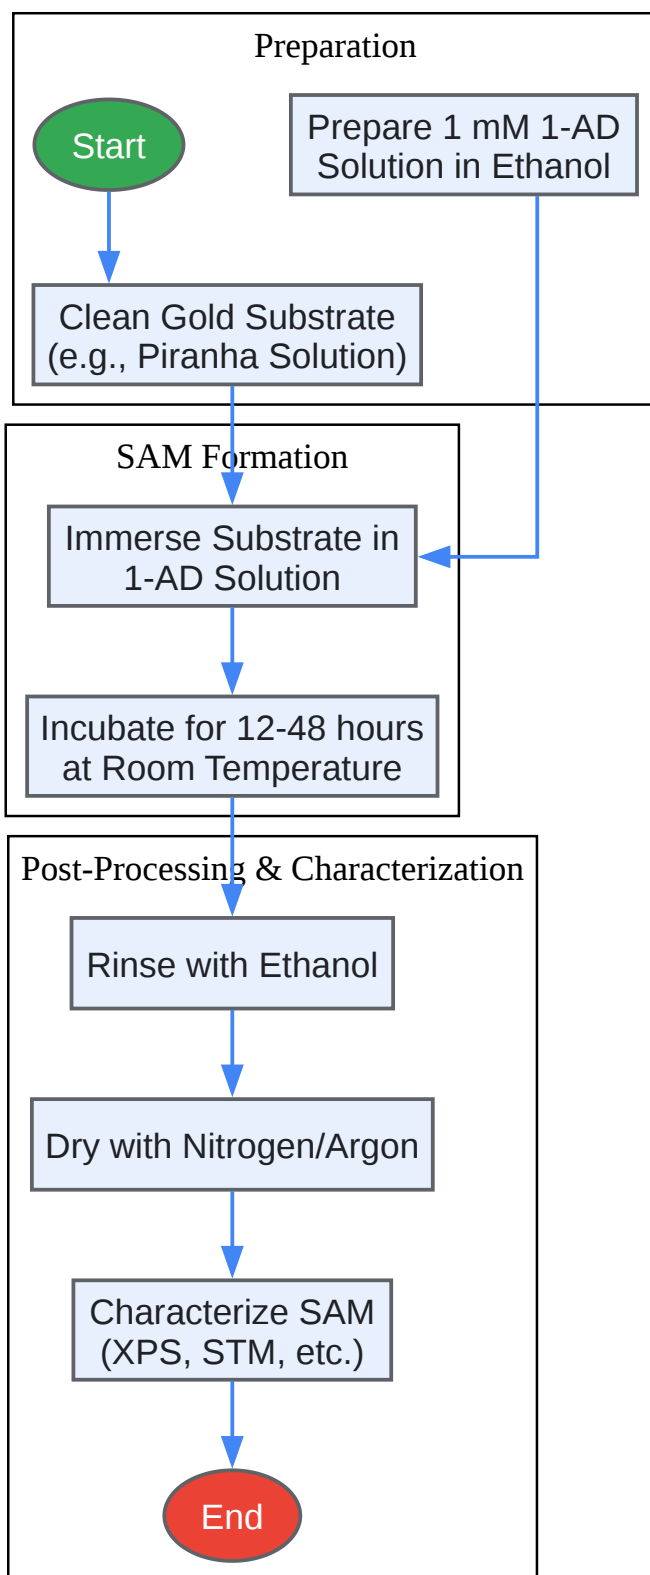 Preparation
Start
Prepare 1 mM 1-AD
Solution in Ethanol
Clean Gold Substrate
(e.g., Piranha Solution)
SAM Formation
Immerse Substrate in
1-AD Solution
Incubate for 12-48 hours
at Room Temperature
Post-Processing & Characterization
Rinse with Ethanol
Dry with Nitrogen/Argon
Characterize SAM
(XPS, STM, etc.)
End